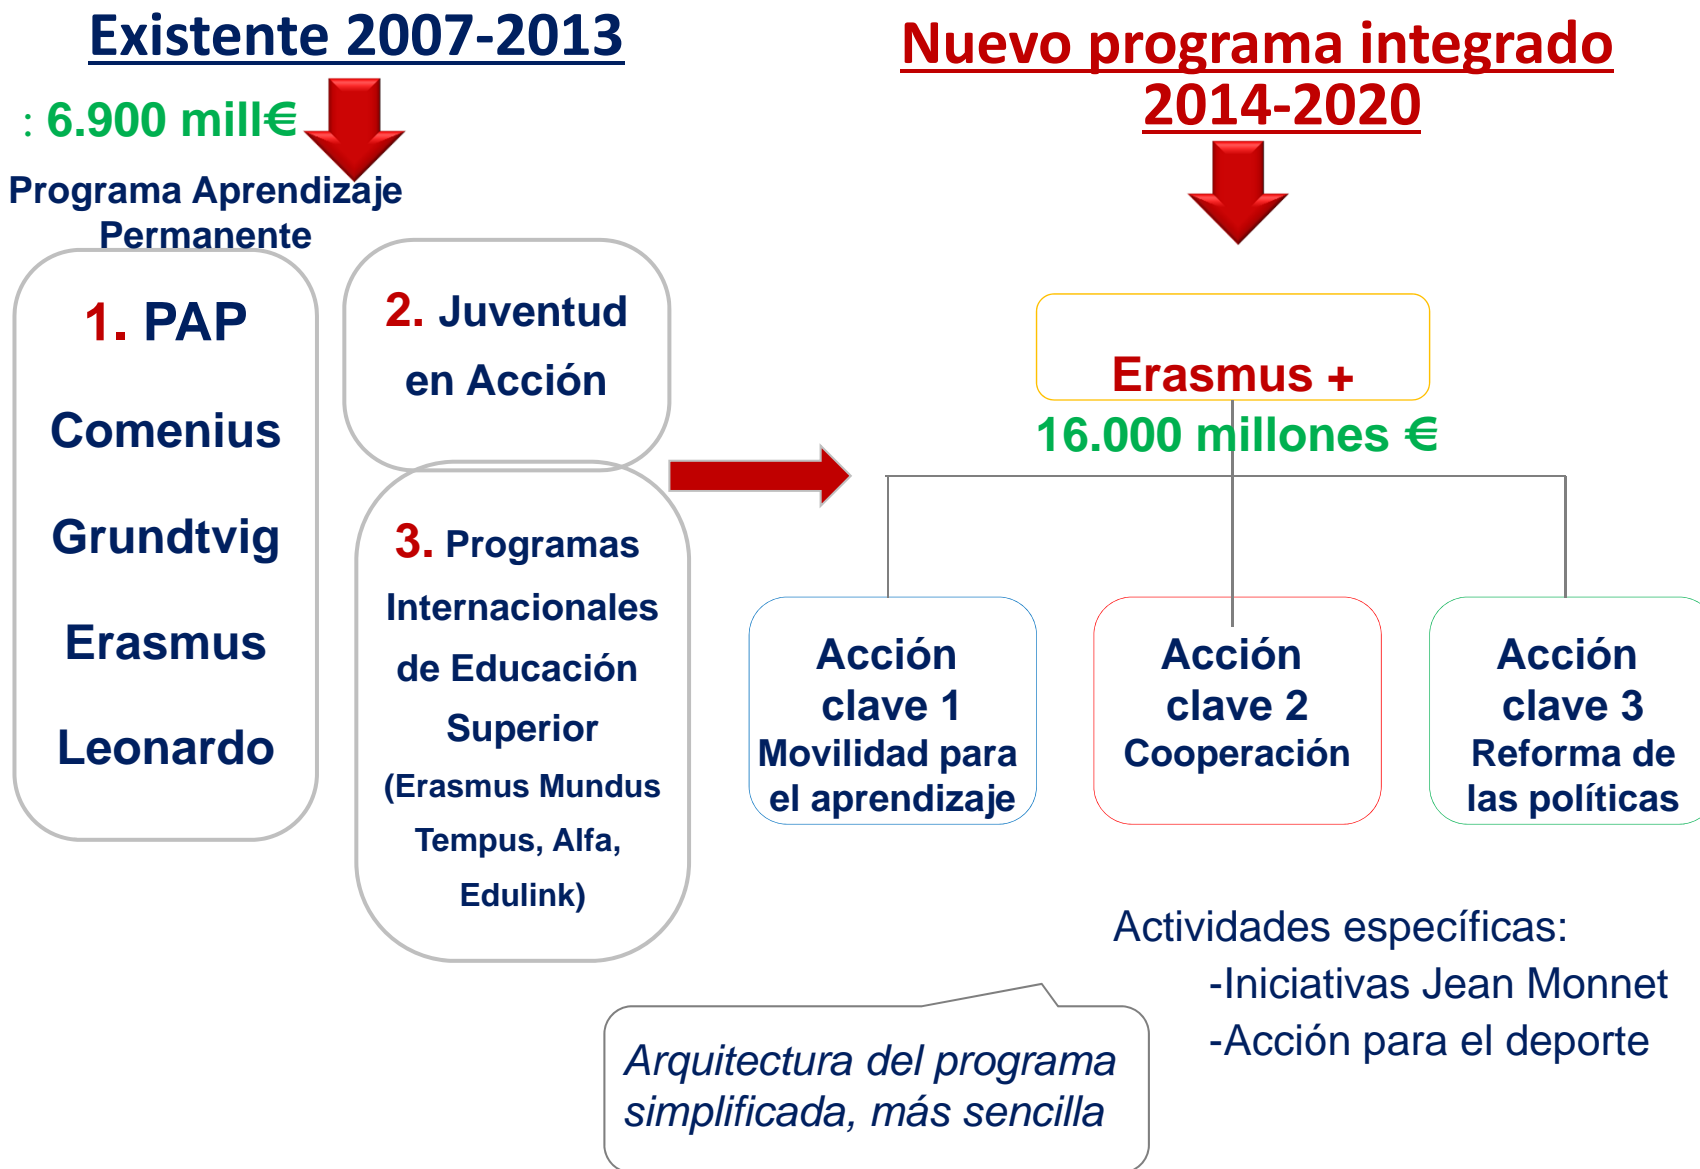 Existente 2007-2013
: 6.900 mill€
Programa Aprendizaje
Permanente
1. PAP
Comenius
Grundtvig
Erasmus
Leonardo
2. Juventud
en Acción
3. Programas
Internacionales
de Educación
Superior
(Erasmus Mundus
Tempus, Alfa,
Edulink)
Nuevo programa integrado
2014-2020
Erasmus +
16.000 millones €
Acción
clave 1
Movilidad para
el aprendizaje
Acción
clave 2
Cooperación
Acción
clave 3
Reforma de
las políticas
Actividades específicas:
-Iniciativas Jean Monnet
-Acción para el deporte
Arquitectura del programa
simplificada, más sencilla